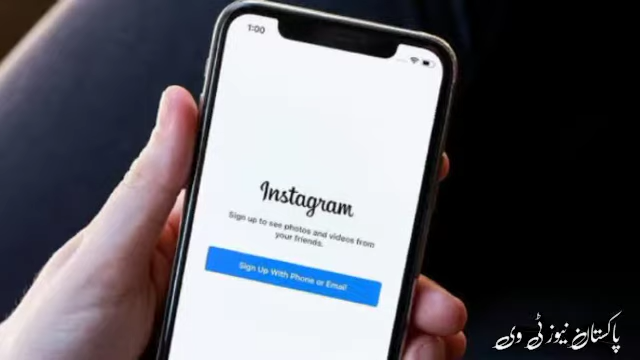 1:00
Instagram
Sign up to see photos and videos from
your friends.
Sign Up With Phone or Email
پاکستان نیوز ٹی وی